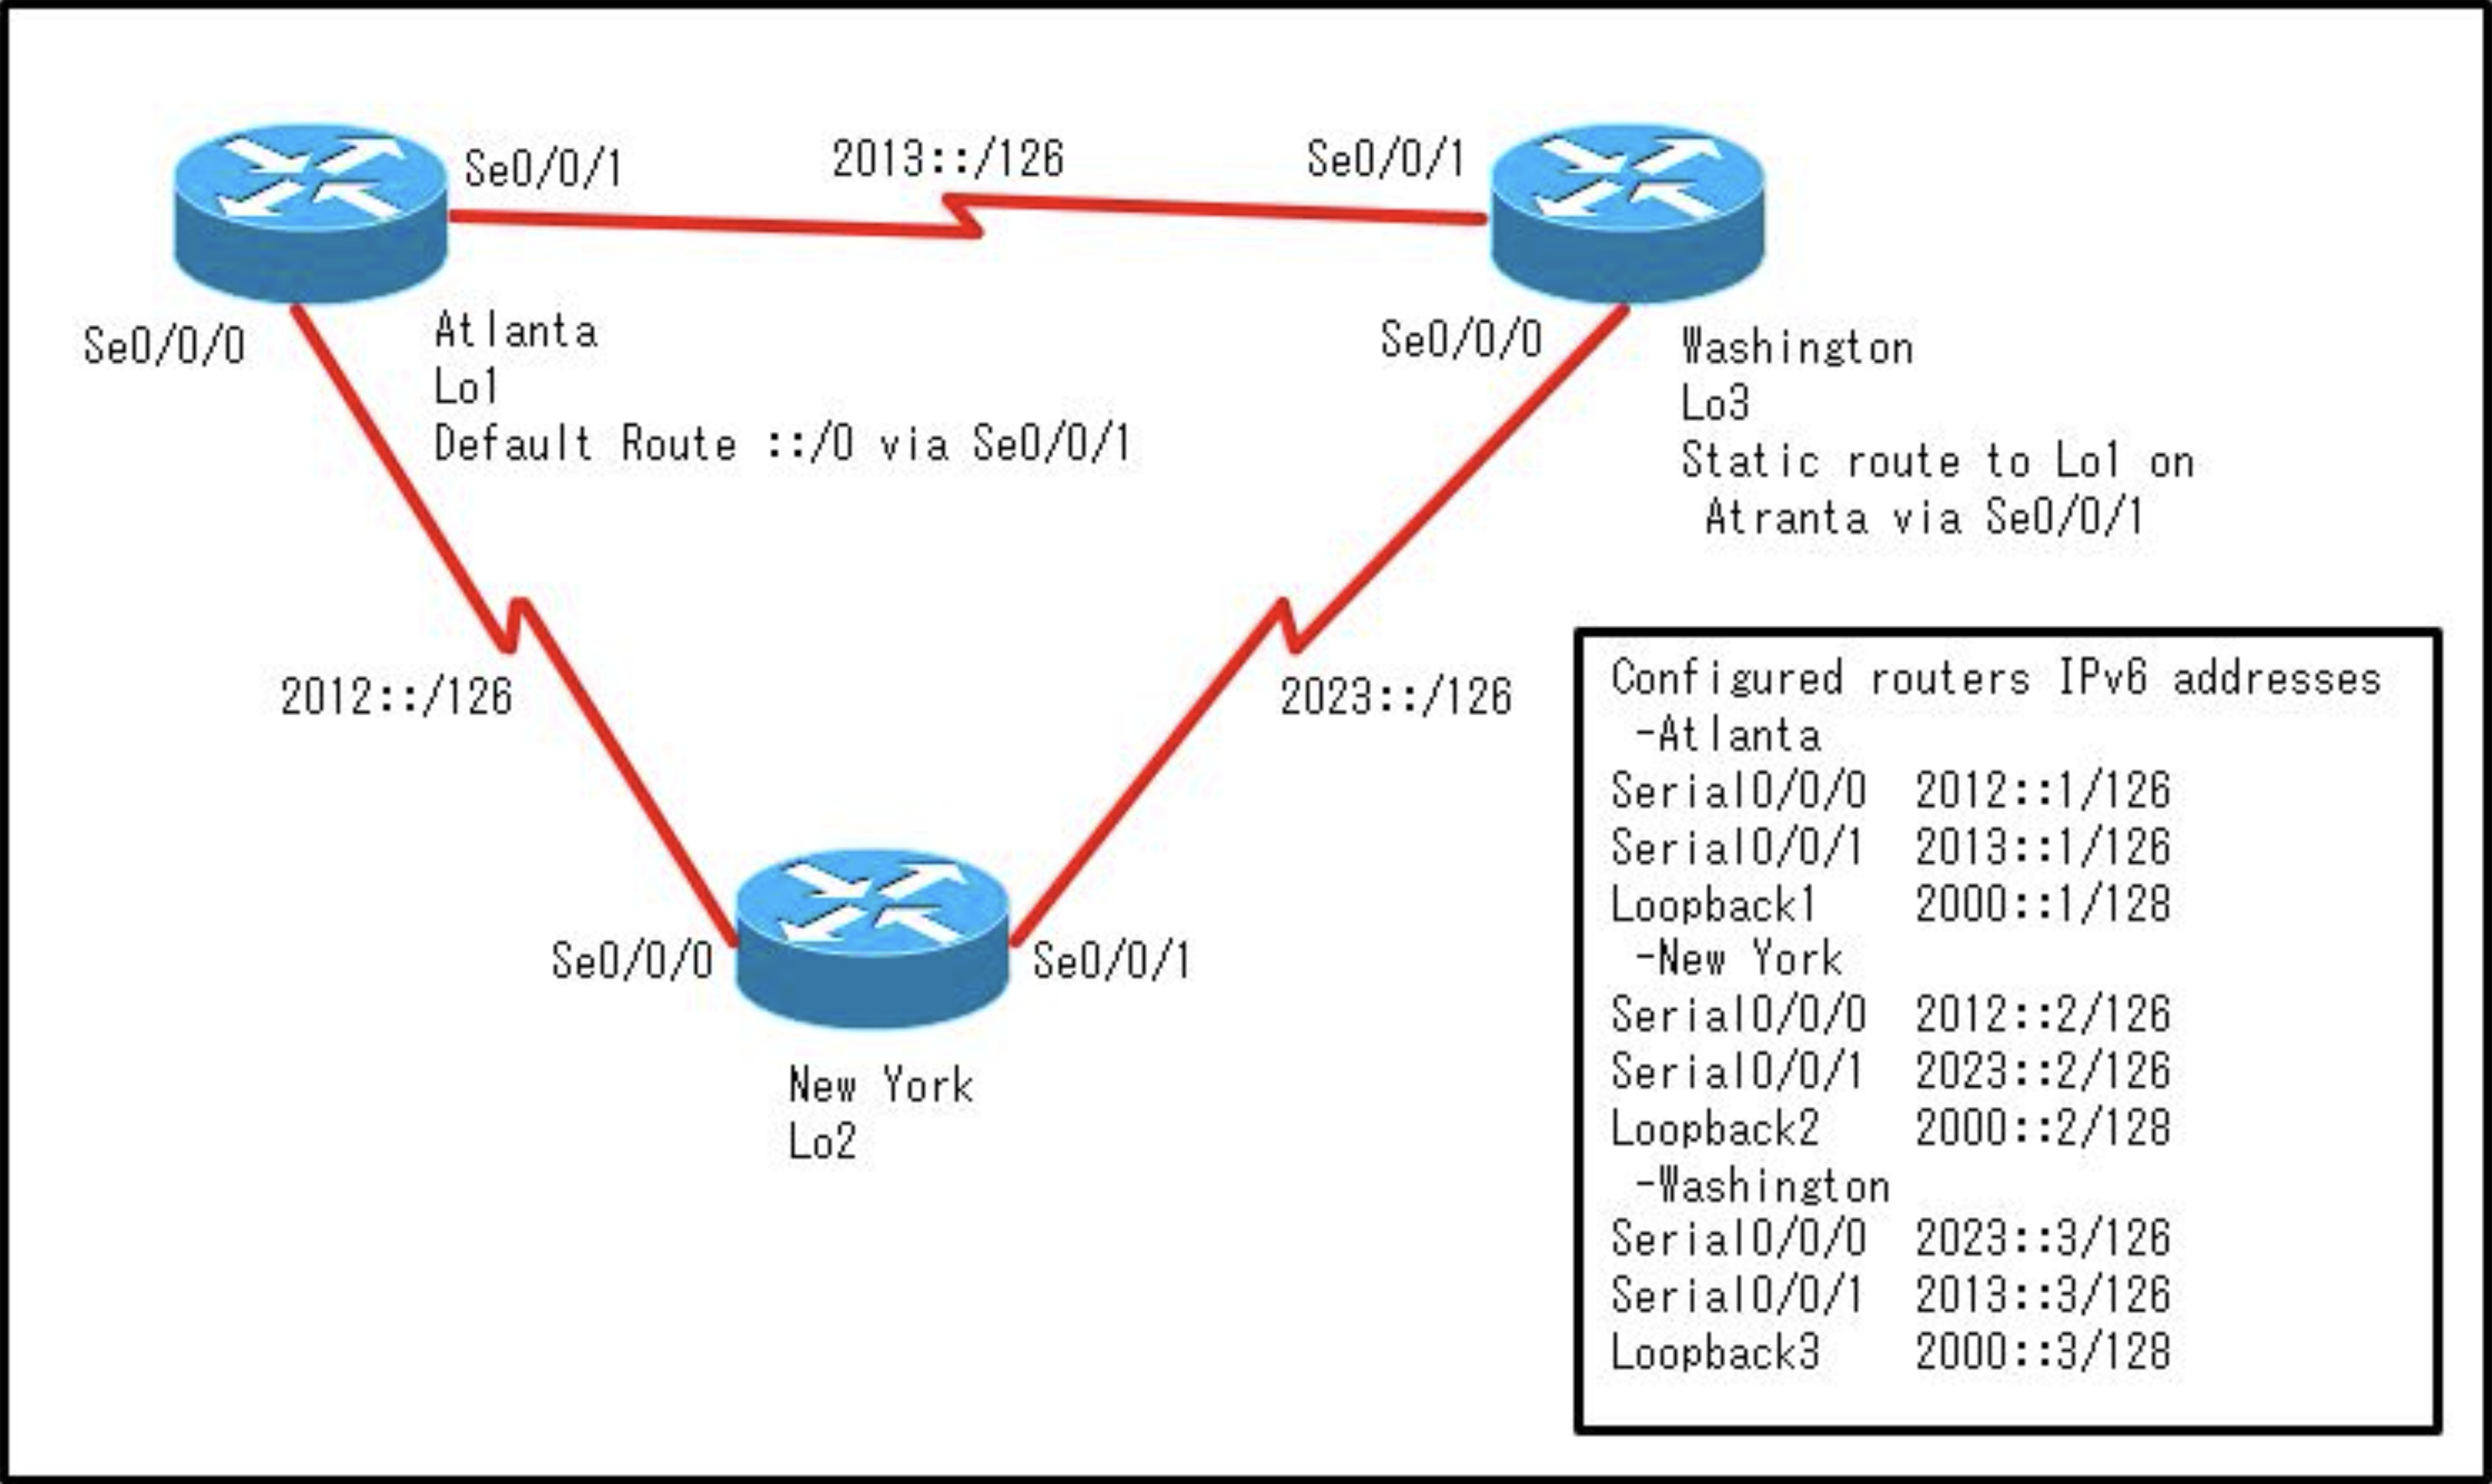 Se0/0/1
2013::/126
Se0/0/1
Se0/0/0
Atlanta
Lo1
Default Route ::/0 via Se0/0/1
Se0/0/0
Washington
Lo3
Static route to Lo1 on
Atranta via Se0/0/1
2012::/126
2023::/126
Se0/0/0
Se0/0/1
New York
Lo2
Configured routers IPv6 addresses
-Atlanta
Serial0/0/0 2012::1/126
Serial0/0/1 2013::1/126
Loopback1 2000::1/128
-New York
Serial0/0/0 2012::2/126
Serial0/0/1 2023::2/126
Loopback2 2000::2/128
-Washington
Serial0/0/0 2023::3/126
Serial0/0/1 2013::3/126
Loopback3 2000::3/128